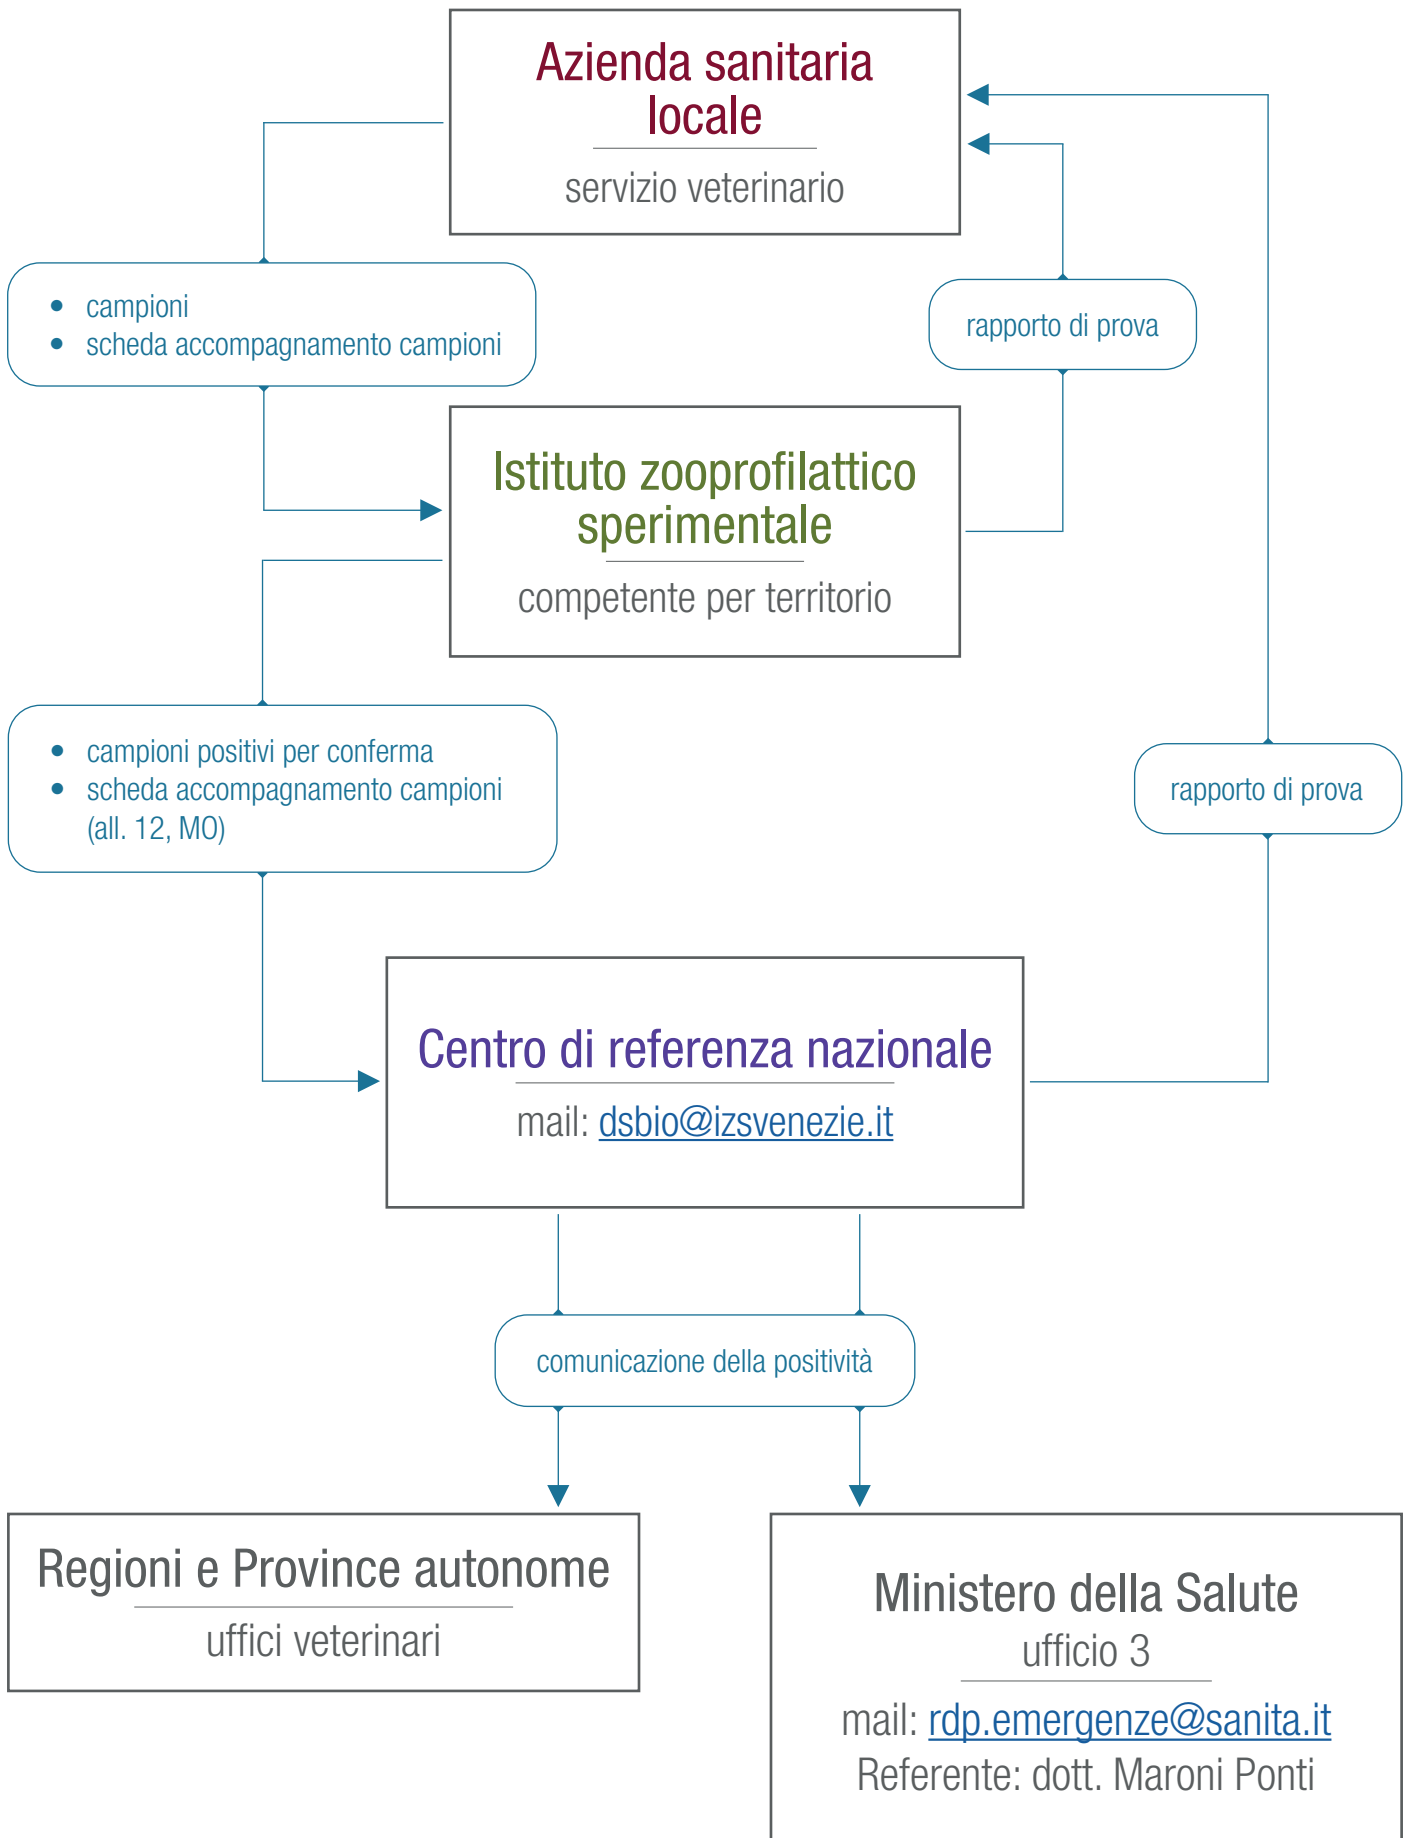 Azienda sanitaria
locale
servizio veterinario
• campioni
• scheda accompagnamento campioni
rapporto di prova
Istituto zooprofilattico
sperimentale
competente per territorio
• campioni positivi per conferma
• scheda accompagnamento campioni
(all. 12, MO)
rapporto di prova
Centro di referenza nazionale
mail: dsbio@izsvenezie.it
comunicazione della positività
Regioni e Province autonome
uffici veterinari
Ministero della Salute
ufficio 3
mail: rdp.emergenze@sanita.it
Referente: dott. Maroni Ponti